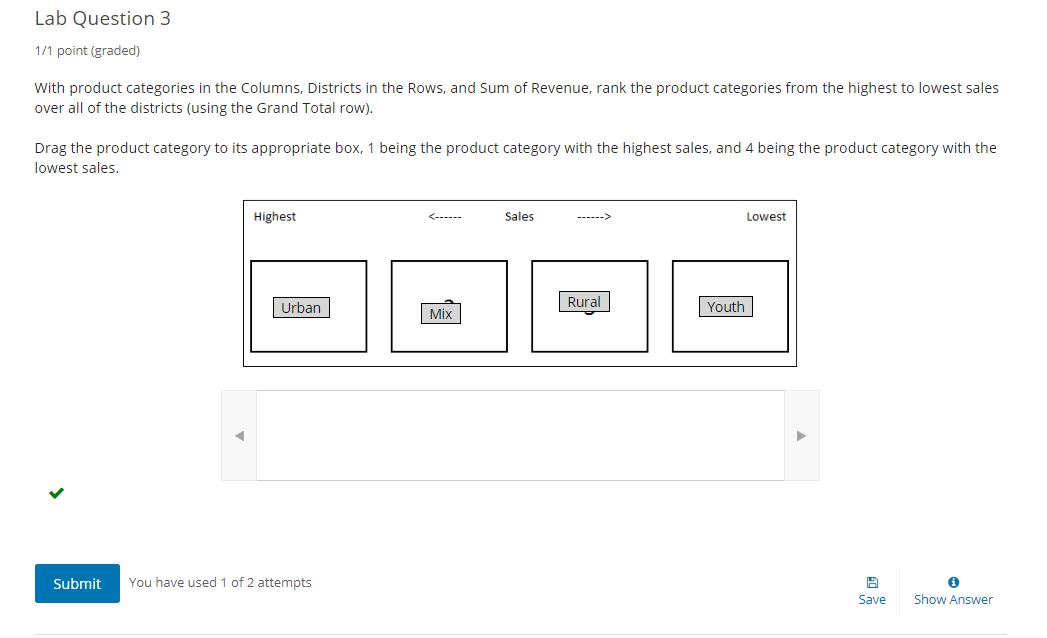 Lab Question 3
1/1 point (graded)
With product categories in the Columns, Districts in the Rows, and Sum of Revenue, rank the product categories from the highest to lowest sales
over all of the districts (using the Grand Total row).
Drag the product category to its appropriate box, 1 being the product category with the highest sales, and 4 being the product category with the
lowest sales.
Highest <------ Sales ------> Lowest
Urban Mix Rural Youth
Submit You have used 1 of 2 attempts
Save Show Answer